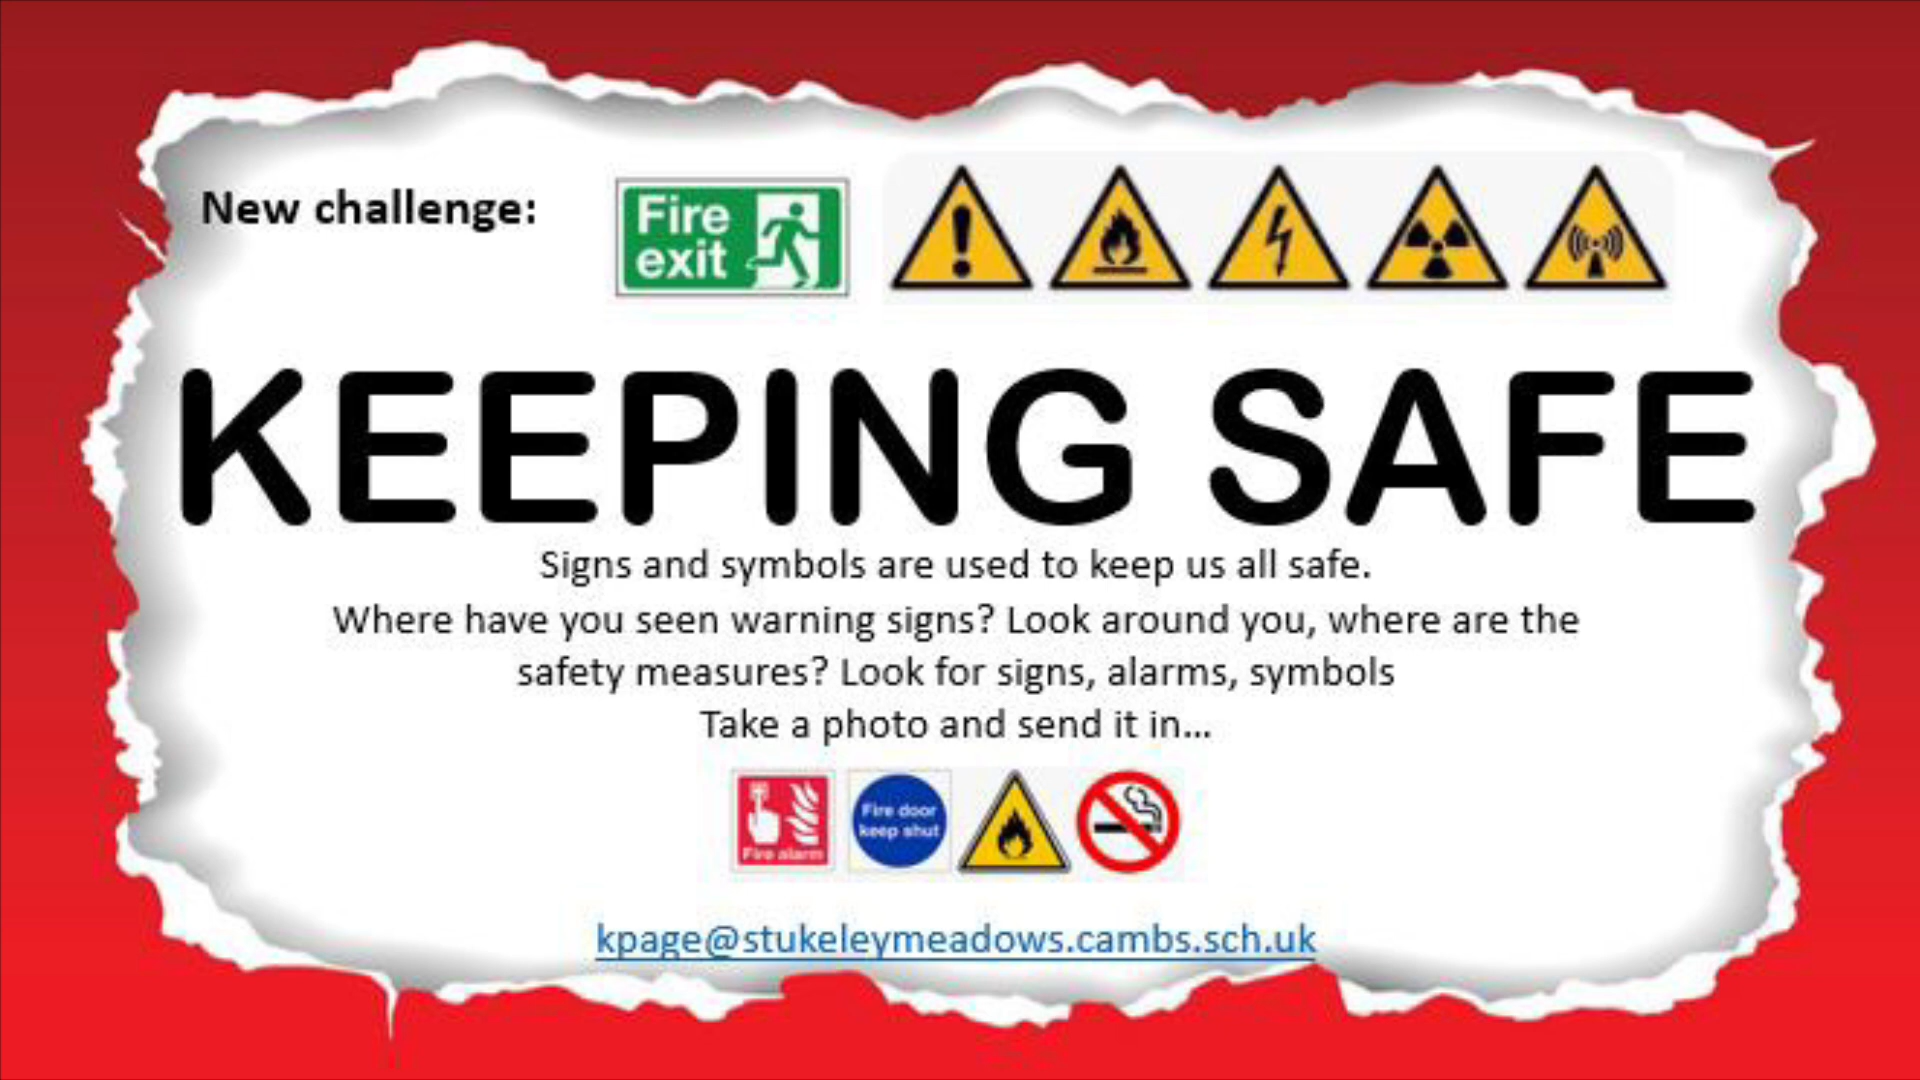 New challenge:
Fire
exit
KEEPING SAFE
Signs and symbols are used to keep us all safe.
Where have you seen warning signs? Look around you, where are the
safety measures? Look for signs, alarms, symbols
Take a photo and send it in...
Fire alarm
Fire door
keep shut
kpage@stukeleymeadows.cambs.sch.uk